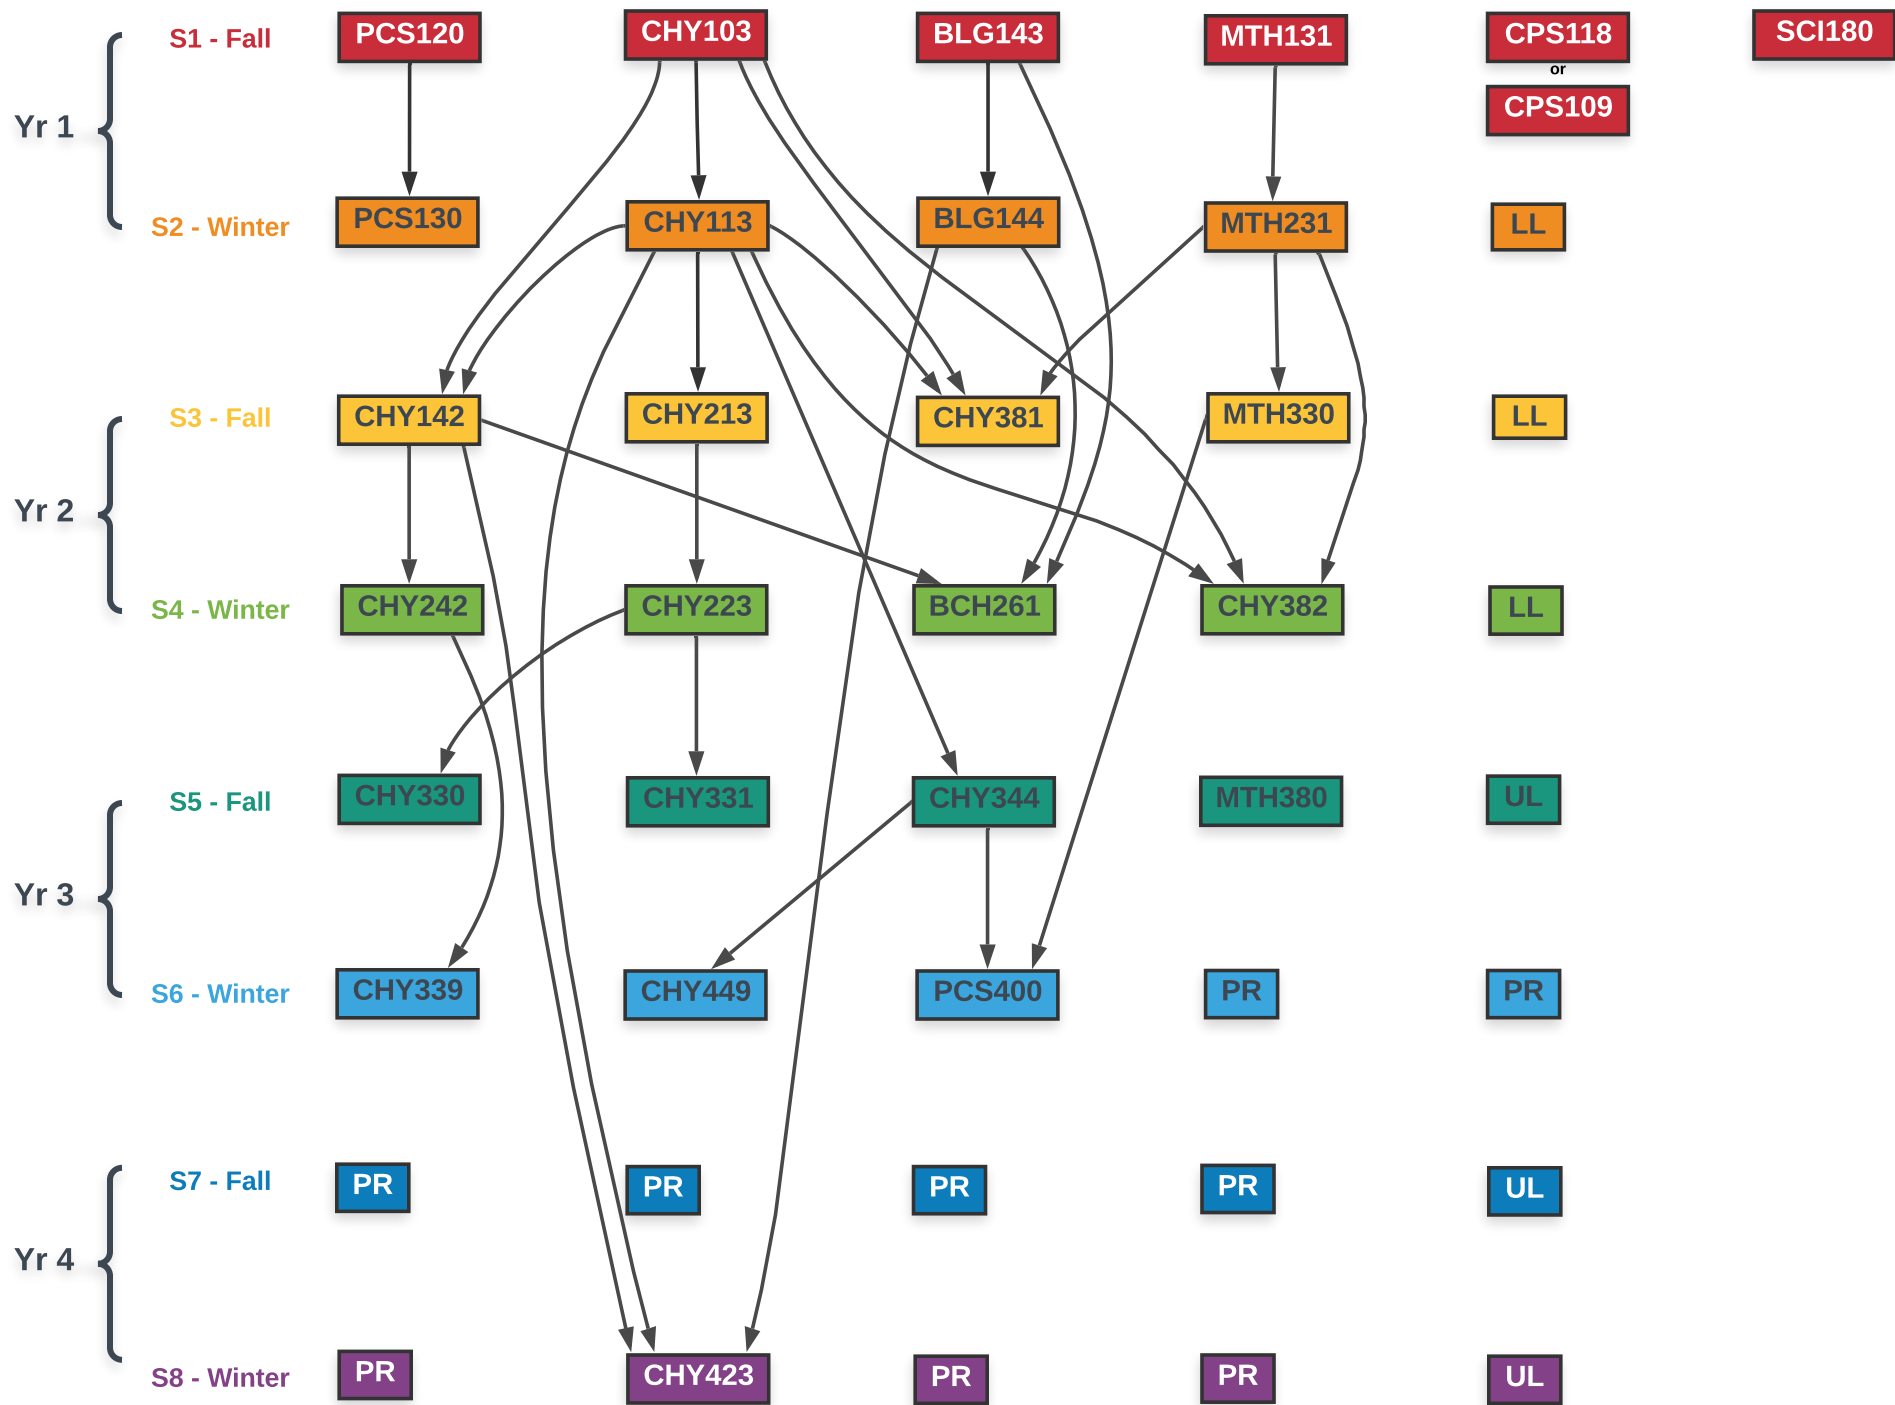 S1 - Fall
PCS120
CHY103
BLG143
MTH131
CPS118
SCI180
or
CPS109
Yr 1
S2 - Winter
PCS130
CHY113
BLG144
MTH231
LL
S3 - Fall
CHY142
CHY213
CHY381
MTH330
LL
Yr 2
S4 - Winter
CHY242
CHY223
BCH261
CHY382
LL
S5 - Fall
CHY330
CHY331
CHY344
MTH380
UL
Yr 3
S6 - Winter
CHY339
CHY449
PCS400
PR
PR
S7 - Fall
PR
PR
PR
PR
UL
Yr 4
S8 - Winter
PR
CHY423
PR
PR
UL